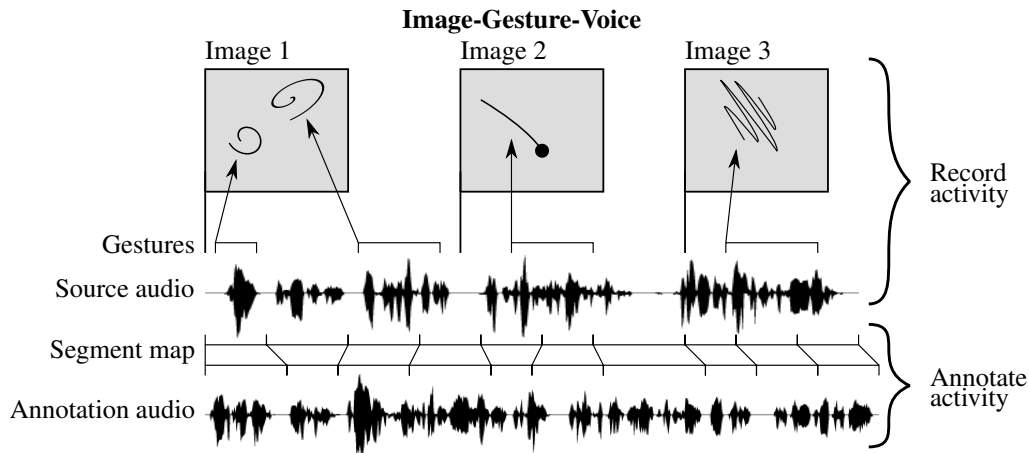 Image-Gesture-Voice
Image 1
Image 2
Image 3
Record
activity
Gestures
Source audio
Segment map
Annotation audio
Annotate
activity